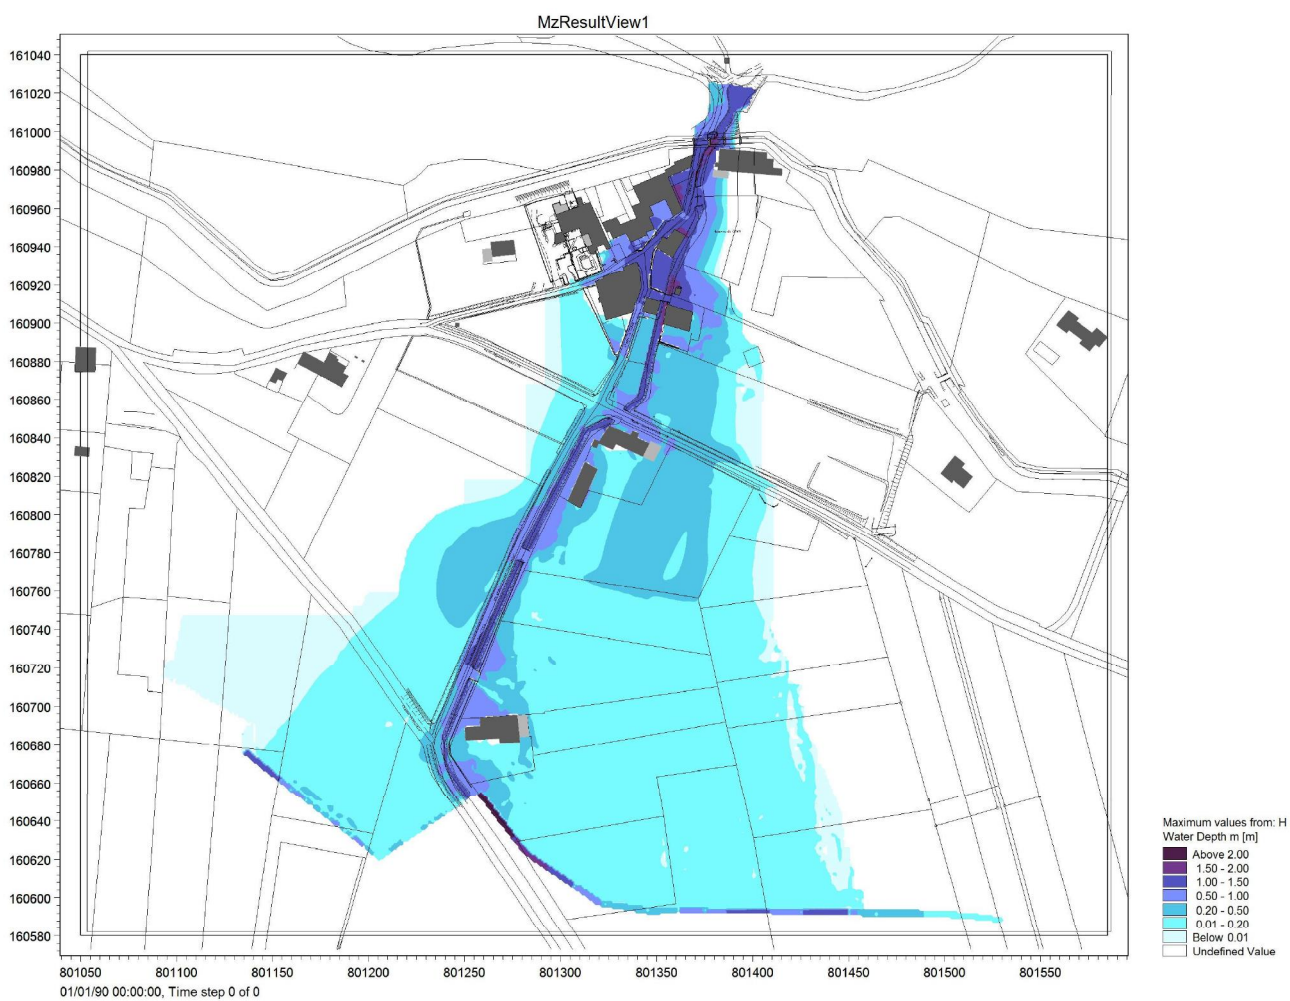 MzResultView1
161040
161020
161000
160980
160960
160940
160920
160900
160880
160860
160840
160820
160800
160780
160760
160740
160720
160700
160680
160660
160640
160620
160600
160580
801050 801100 801150 801200 801250 801300 801350 801400 801450 801500 801550
01/01/90 00:00:00, Time step 0 of 0
Maximum values from: H
Water Depth m [m]
Above 2.00
1.50 - 2.00
1.00 - 1.50
0.50 - 1.00
0.20 - 0.50
0.01 - 0.20
Below 0.01
Undefined Value